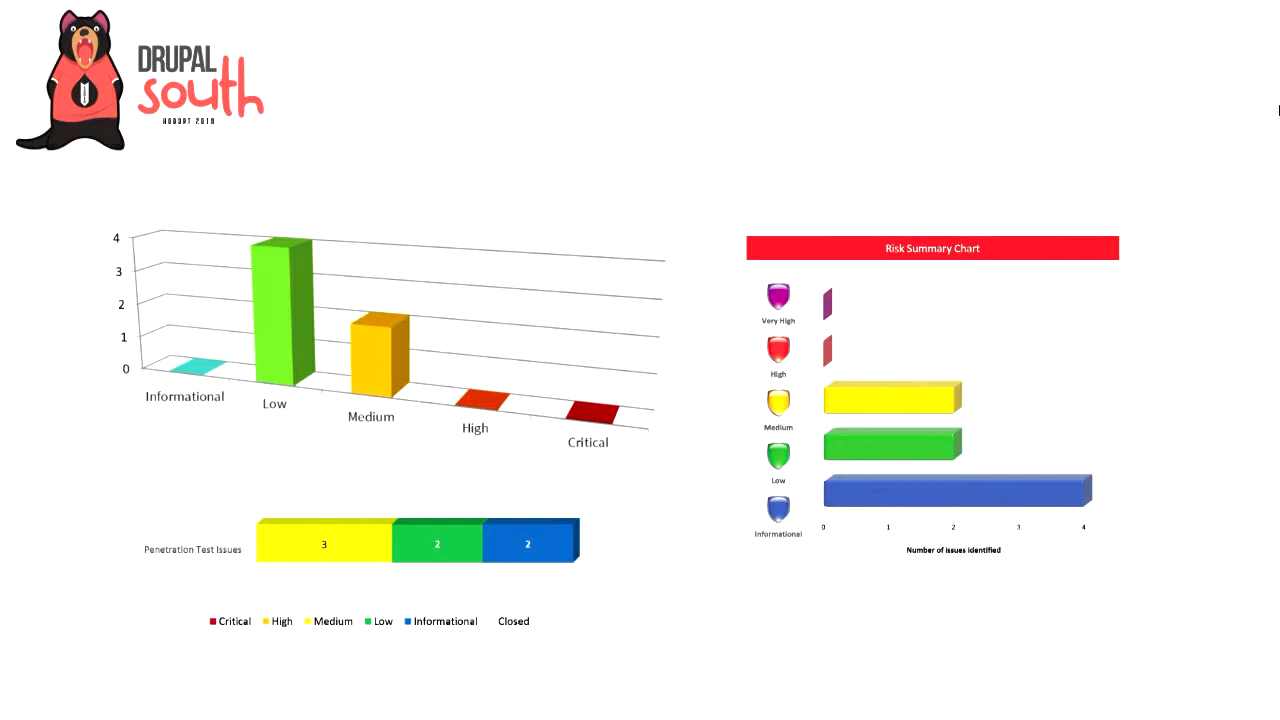 DRUPAL
south
HOBART 2019
4
3
2
1
0
Informational
Low
Medium
High
Critical
Penetration Test Issues
3
2
2
Critical
High
Medium
Low
Informational
Closed
Risk Summary Chart
Very High
High
Medium
Low
Informational
0
1
2
3
4
Number of issues identified